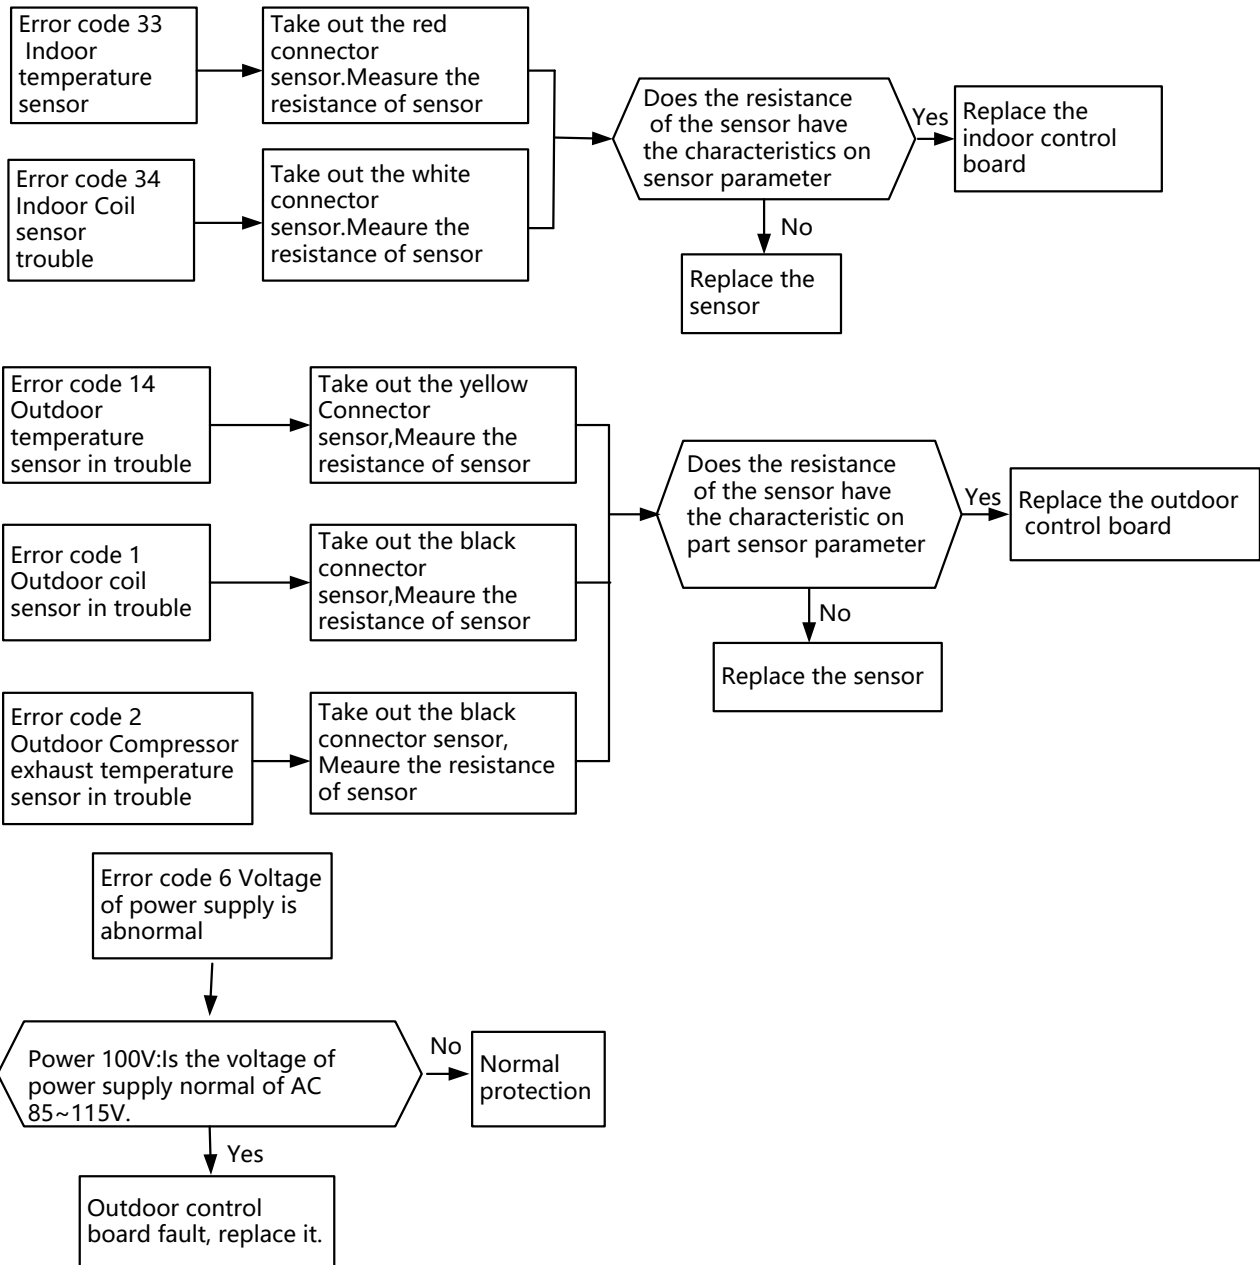 Error code 33
Indoor
temperature
sensor
Take out the red
connector
sensor.Measure the
resistance of sensor
Does the resistance
of the sensor have
the characteristics on
sensor parameter
Yes
Replace the
indoor control
board
Error code 34
Indoor Coil
sensor
trouble
Take out the white
connector
sensor.Meaure the
resistance of sensor
No
Replace the
sensor
Error code 14
Outdoor
temperature
sensor in trouble
Take out the yellow
Connector
sensor,Meaure the
resistance of sensor
Does the resistance
of the sensor have
the characteristic on
part sensor parameter
Yes
Replace the outdoor
control board
Error code 1
Outdoor coil
sensor in trouble
Take out the black
connector
sensor,Meaure the
resistance of sensor
No
Replace the sensor
Error code 2
Outdoor Compressor
exhaust temperature
sensor in trouble
Take out the black
connector sensor,
Meaure the resistance
of sensor
Error code 6 Voltage
of power supply is
abnormal
Power 100V:Is the voltage of
power supply normal of AC
85~115V.
No
Normal
protection
Yes
Outdoor control
board fault, replace it.